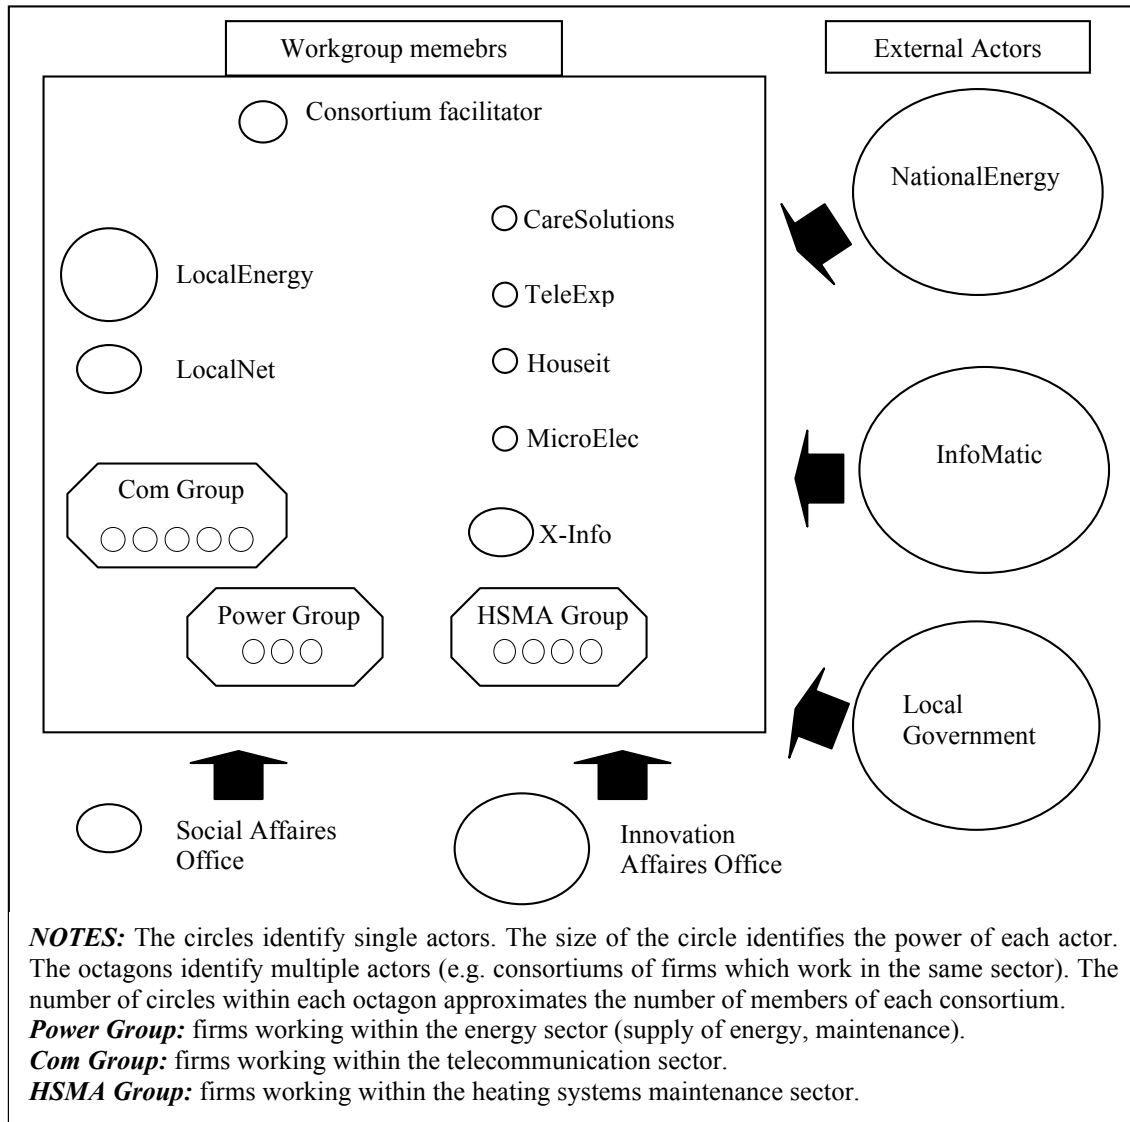 Workgroup memebrs
External Actors
Consortium facilitator
NationalEnergy
CareSolutions
LocalEnergy
TeleExp
LocalNet
Houseit
MicroElec
InfoMatic
Com Group
X-Info
Power Group
HSMA Group
Local
Government
Social Affaires
Office
Innovation
Affaires Office
NOTES: The circles identify single actors. The size of the circle identifies the power of each actor.
The octagons identify multiple actors (e.g. consortiums of firms which work in the same sector). The
number of circles within each octagon approximates the number of members of each consortium.
Power Group: firms working within the energy sector (supply of energy, maintenance).
Com Group: firms working within the telecommunication sector.
HSMA Group: firms working within the heating systems maintenance sector.